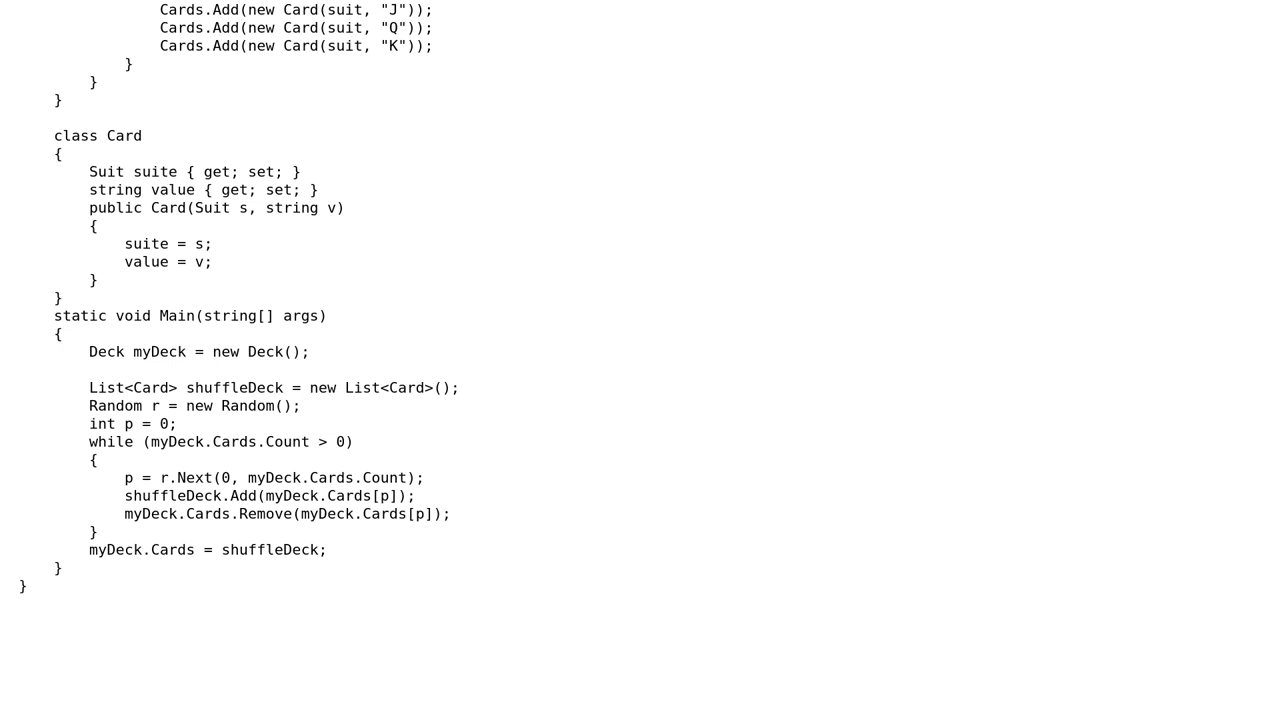 Cards.Add(new Card(suit, "J"));
Cards.Add(new Card(suit, "Q"));
Cards.Add(new Card(suit, "K"));
}
}
}
class Card
{
Suit suite { get; set; }
string value { get; set; }
public Card(Suit s, string v)
{
suite = s;
value = v;
}
}
static void Main(string[] args)
{
Deck myDeck = new Deck();
List<Card> shuffleDeck = new List<Card>();
Random r = new Random();
int p = 0;
while (myDeck.Cards.Count > 0)
{
p = r.Next(0, myDeck.Cards.Count);
shuffleDeck.Add(myDeck.Cards[p]);
myDeck.Cards.Remove(myDeck.Cards[p]);
}
myDeck.Cards = shuffleDeck;
}
}